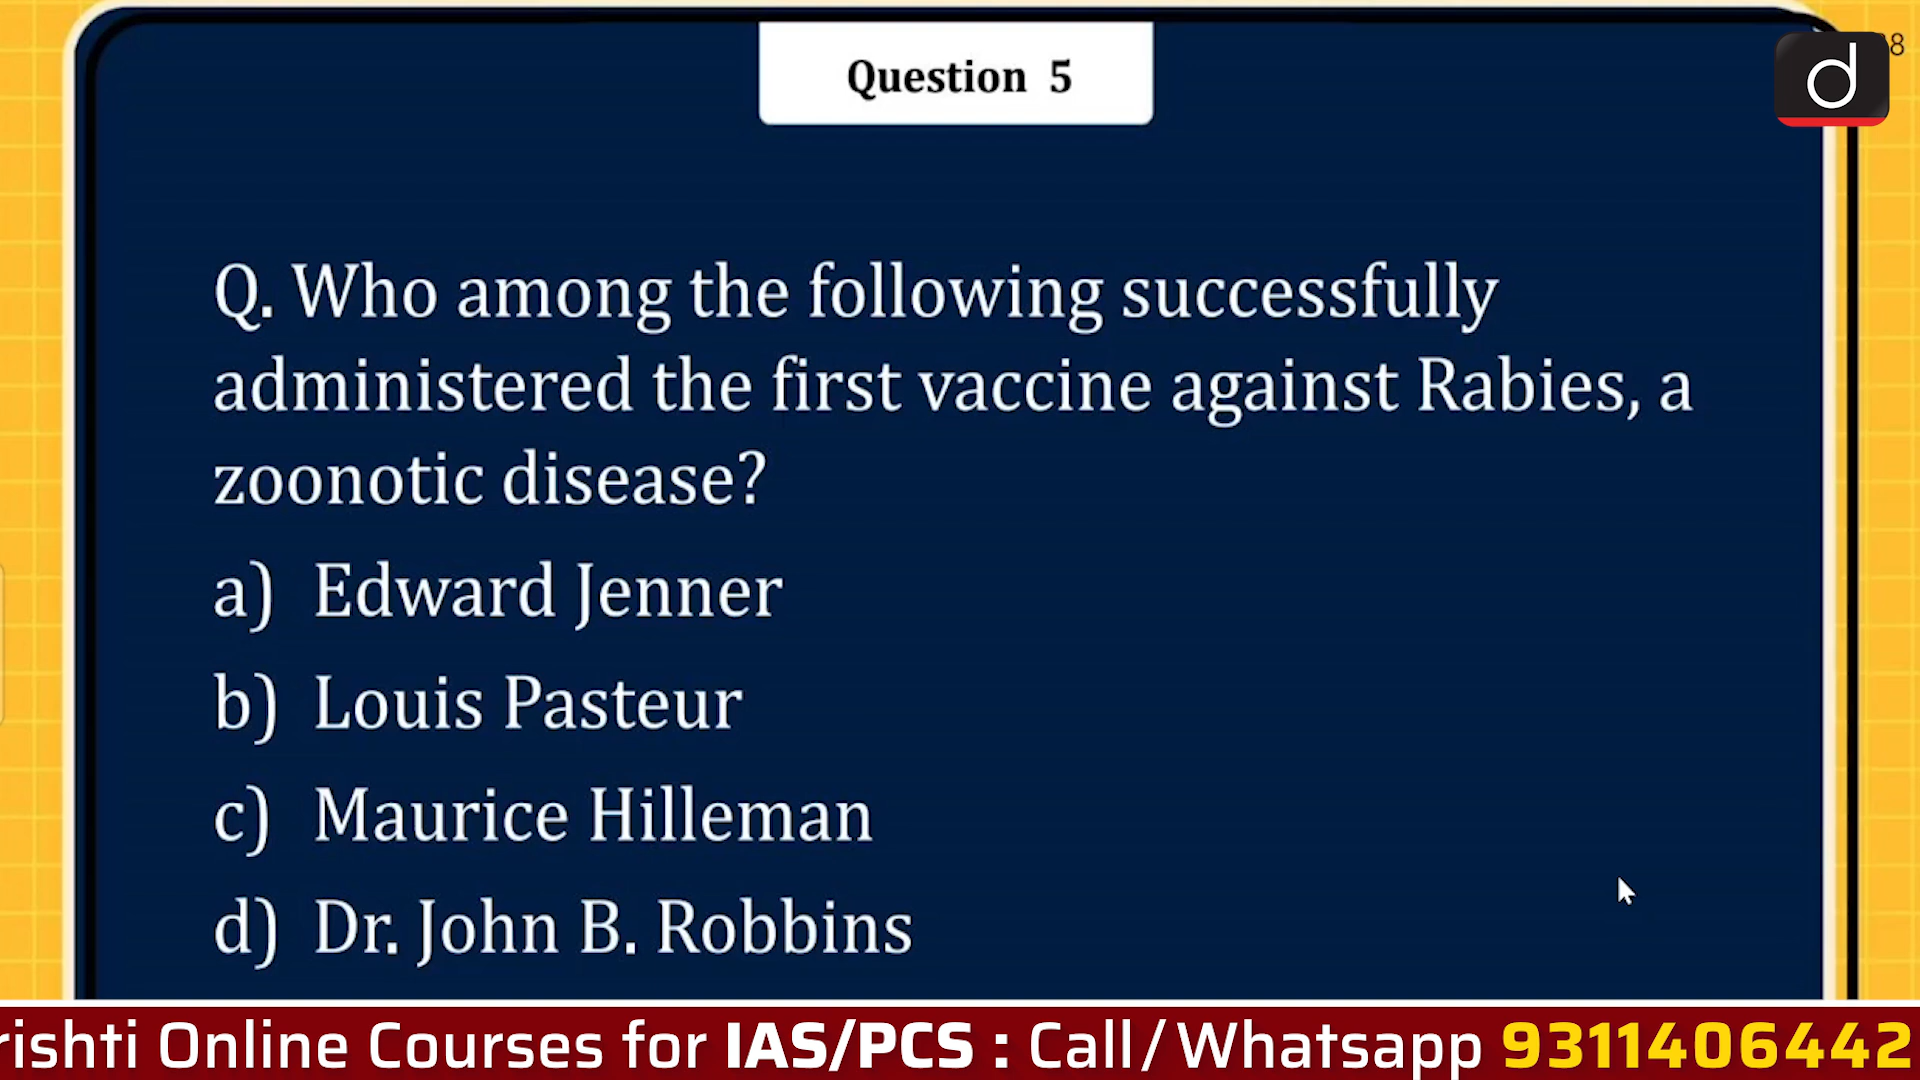 Question 5
8
d
Q. Who among the following successfully
administered the first vaccine against Rabies, a
zoonotic disease?
a) Edward Jenner
b) Louis Pasteur
c) Maurice Hilleman
d) Dr. John B. Robbins
rishti Online Courses for IAS/PCS : Call/Whatsapp 9311406442